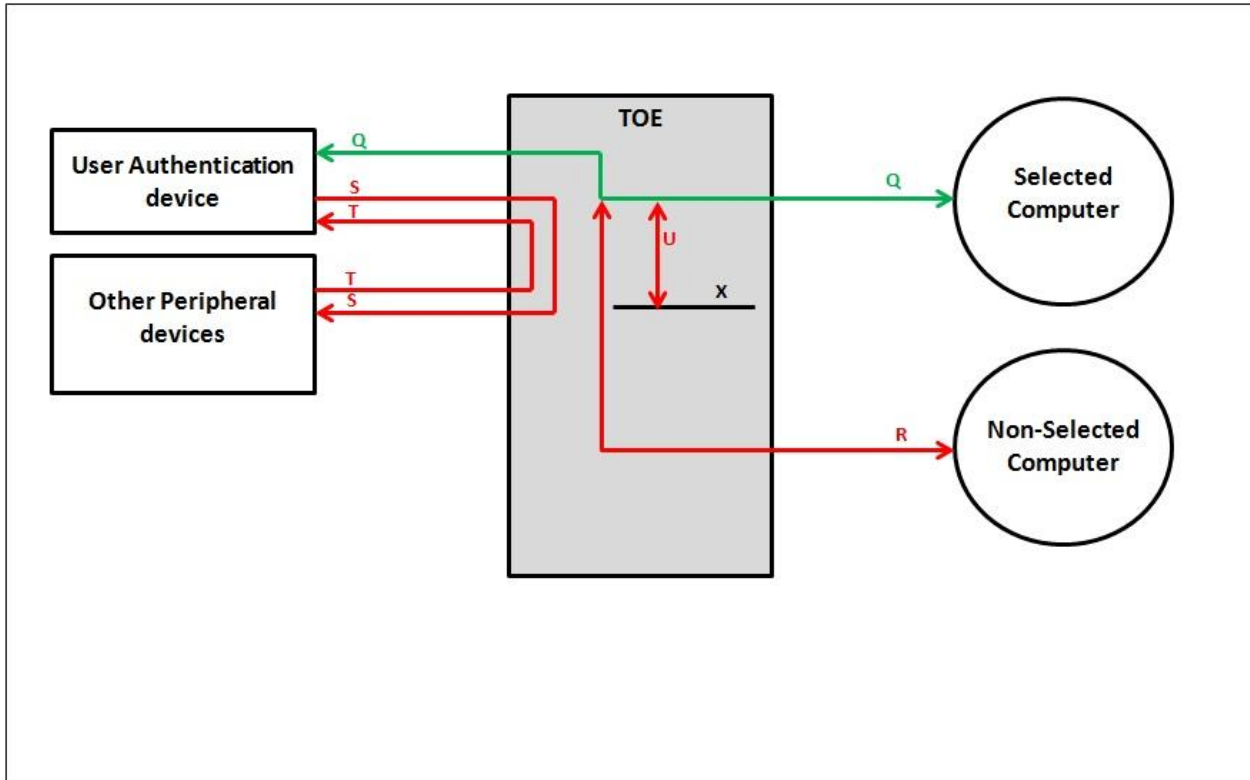 TOE
User Authentication
device
Q
S
T
Other Peripheral
devices
T
S
U
X
Q
Selected
Computer
R
Non-Selected
Computer